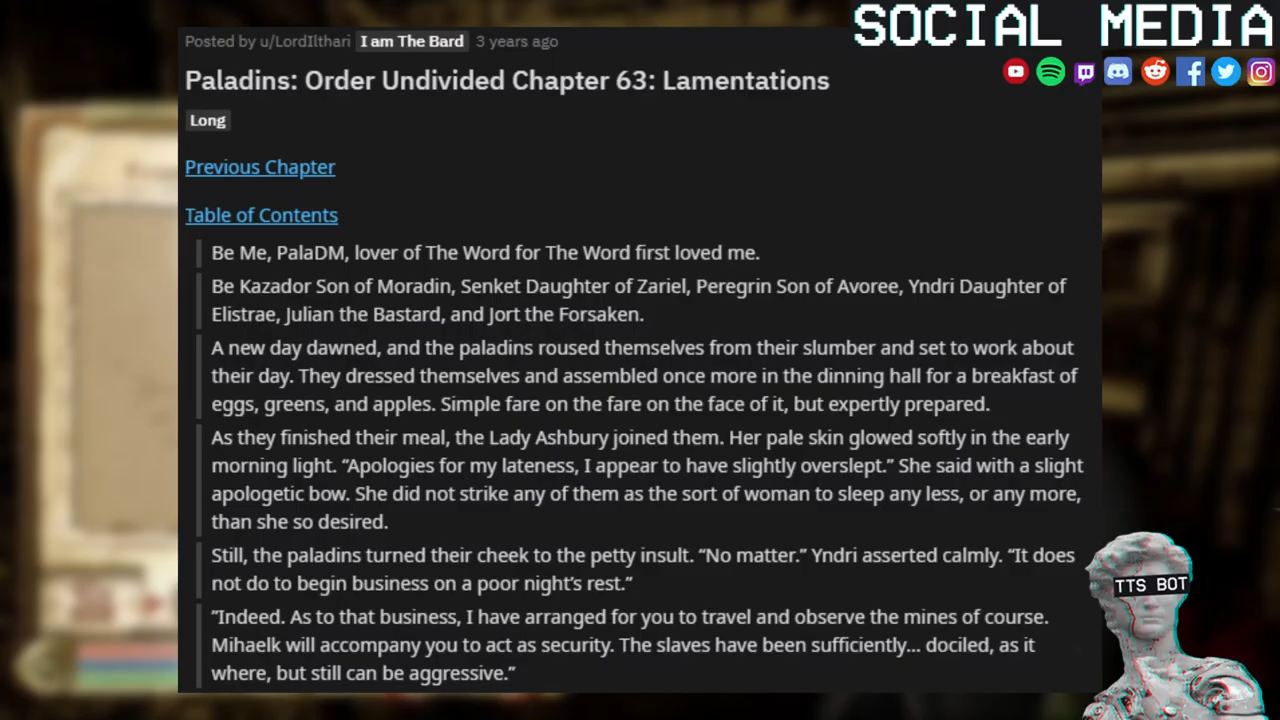 SOCIAL MEDIA
Posted by u/LordIlthari I am The Bard 3 years ago
Paladins: Order Undivided Chapter 63: Lamentations
Long
Previous Chapter
Table of Contents
Be Me, PalaDM, lover of The Word for The Word first loved me.
Be Kazador Son of Moradin, Senket Daughter of Zariel, Peregrin Son of Avoree, Yndri Daughter of
Elistrae, Julian the Bastard, and Jort the Forsaken.
A new day dawned, and the paladins roused themselves from their slumber and set to work about
their day. They dressed themselves and assembled once more in the dinning hall for a breakfast of
eggs, greens, and apples. Simple fare on the fare on the face of it, but expertly prepared.
As they finished their meal, the Lady Ashbury joined them. Her pale skin glowed softly in the early
morning light. “Apologies for my lateness, I appear to have slightly overslept.” She said with a slight
apologetic bow. She did not strike any of them as the sort of woman to sleep any less, or any more,
than she so desired.
Still, the paladins turned their cheek to the petty insult. “No matter.” Yndri asserted calmly. “It does
not do to begin business on a poor night’s rest.”
“Indeed. As to that business, I have arranged for you to travel and observe the mines of course.
Mihaelk will accompany you to act as security. The slaves have been sufficiently... dociled, as it
where, but still can be aggressive.”
TTS BOT